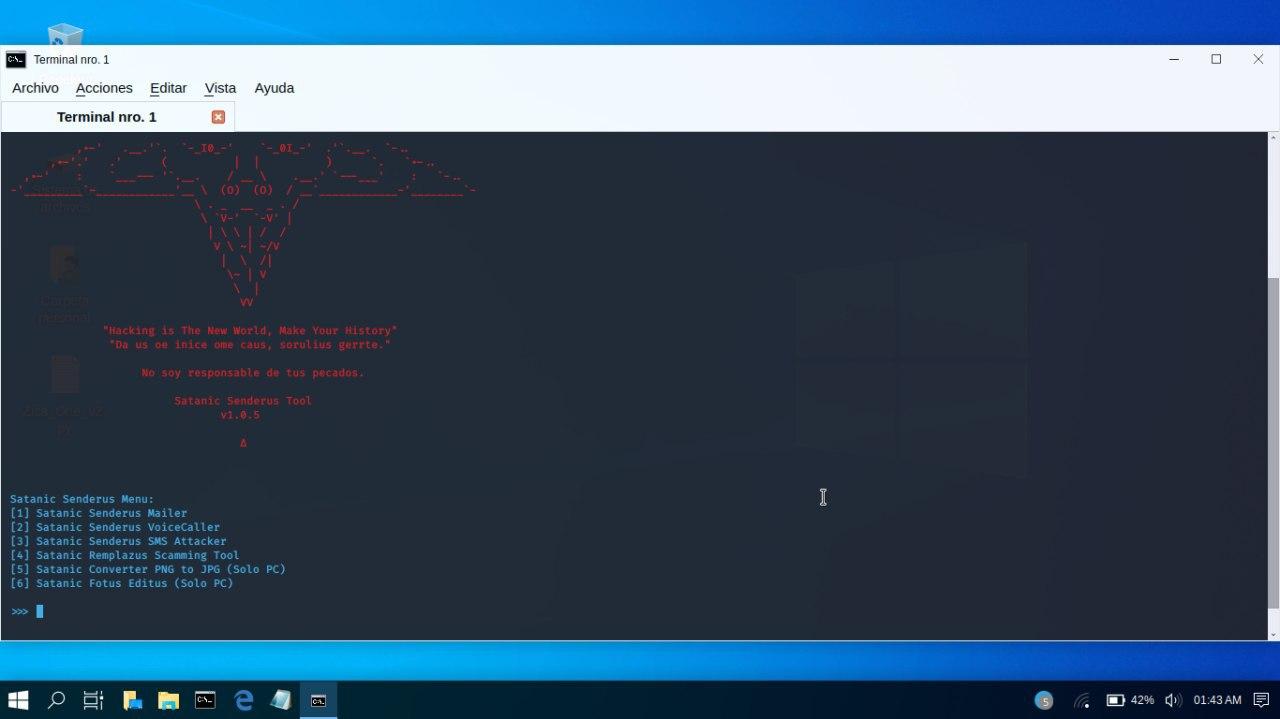 Terminal nro. 1
Archivo Acciones Editar Vista Ayuda
Terminal nro. 1
archivos
Carpeta
personal
"Hacking is The New World, Make Your History"
"Da us oe inice ome caus, sorulius gerrte."
No soy responsable de tus pecados.
Satanic Senderus Tool
v1.0.5
Δ
Satanic Senderus Menu:
[1] Satanic Senderus Mailer
[2] Satanic Senderus VoiceCaller
[3] Satanic Senderus SMS Attacker
[4] Satanic Remplazus Scamming Tool
[5] Satanic Converter PNG to JPG (Solo PC)
[6] Satanic Fotus Editus (Solo PC)
>>>
5 42% 01:43 AM